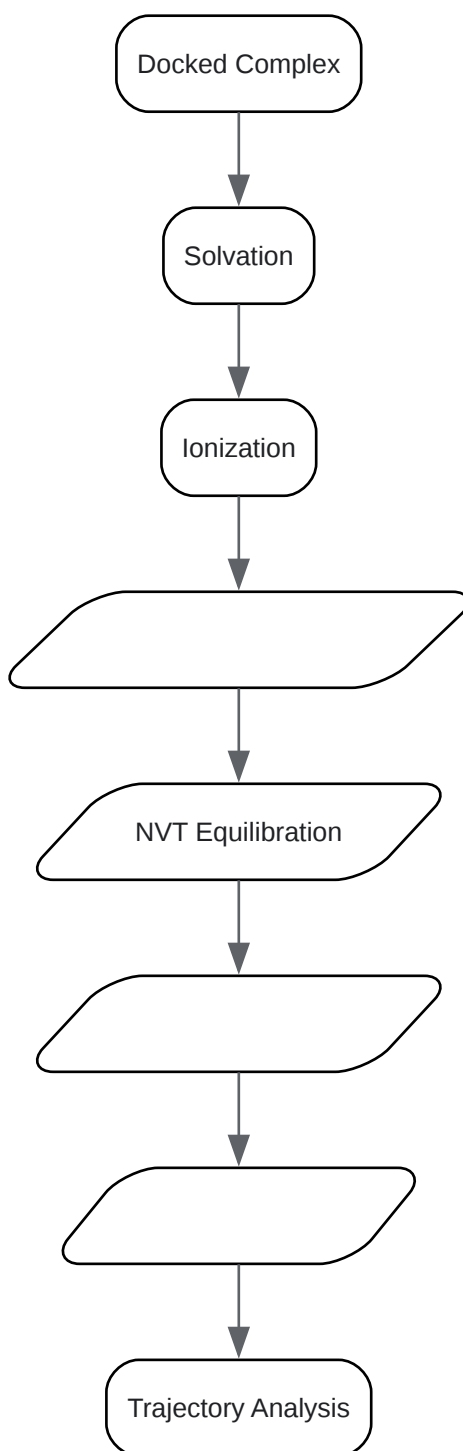 Docked Complex
Solvation
Ionization
NVT Equilibration
Trajectory Analysis